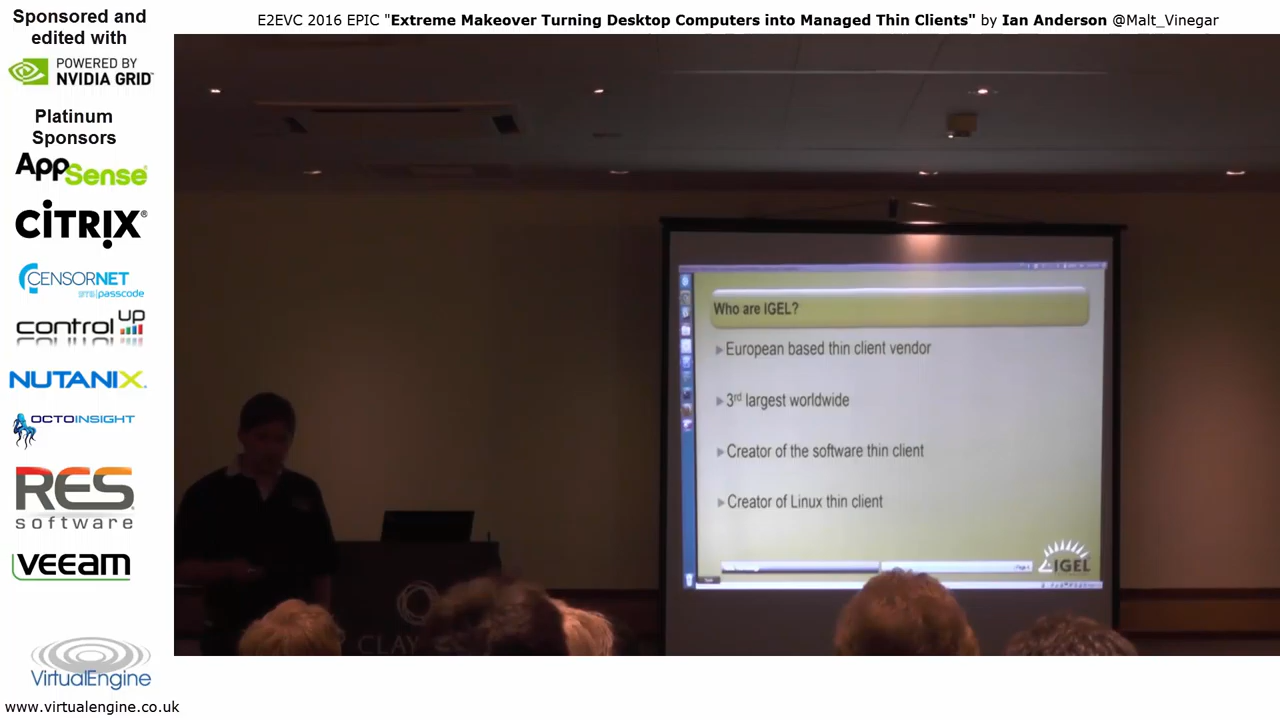 E2EVC 2016 EPIC "Extreme Makeover Turning Desktop Computers into Managed Thin Clients" by Ian Anderson @Malt_Vinegar
Sponsored and
edited with
POWERED BY
NVIDIA GRID
Platinum
Sponsors
AppSense
CITRIX
CENSORNET
sms|passcode
control up
NUTANIX
OCTOINSIGHT
RES
software
veeam
VirtualEngine
www.virtualengine.co.uk
Who are IGEL?
European based thin client vendor
3rd largest worldwide
Creator of the software thin client
Creator of Linux thin client
IGEL
CLAY